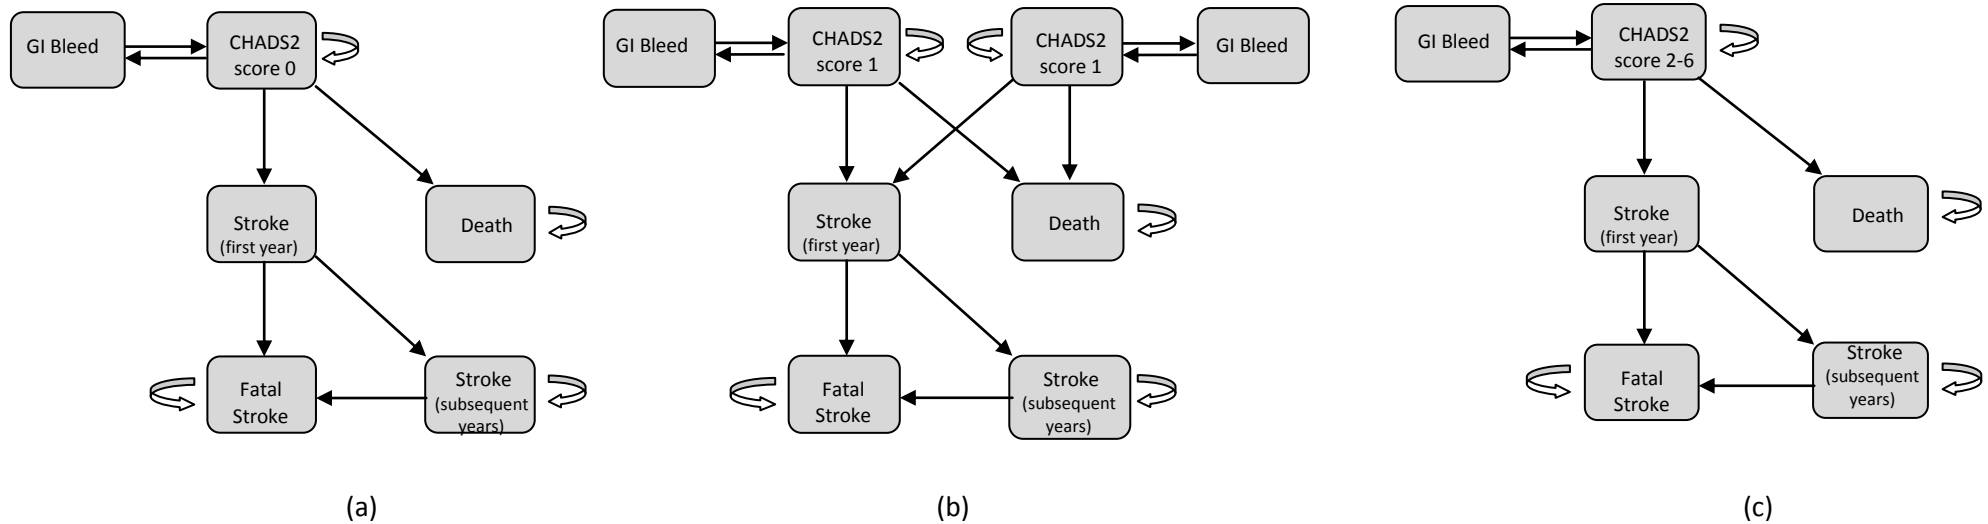 GI Bleed
CHADS2
score 0
Stroke
(first year)
Death
Fatal
Stroke
Stroke
(subsequent
years)
(a)
GI Bleed
CHADS2
score 1
CHADS2
score 1
GI Bleed
Stroke
(first year)
Death
Fatal
Stroke
Stroke
(subsequent
years)
(b)
GI Bleed
CHADS2
score 2-6
Stroke
(first year)
Death
Fatal
Stroke
Stroke
(subsequent
years)
(c)